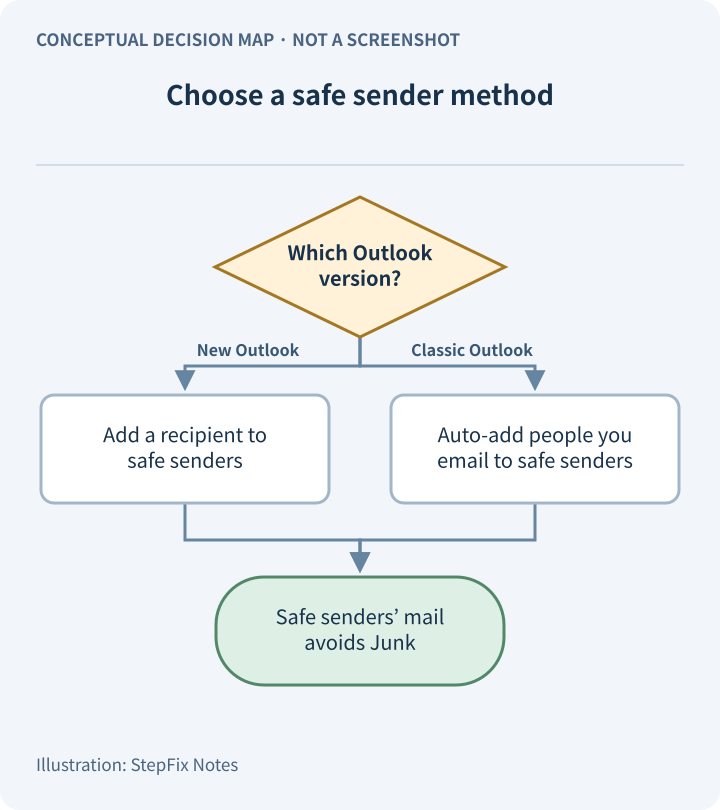 CONCEPTUAL DECISION MAP · NOT A SCREENSHOT
Choose a safe sender method
Which Outlook
version?
New Outlook
Classic Outlook
Add a recipient to
safe senders
Auto-add people you
email to safe senders
Safe senders’ mail
avoids Junk
Illustration: StepFix Notes